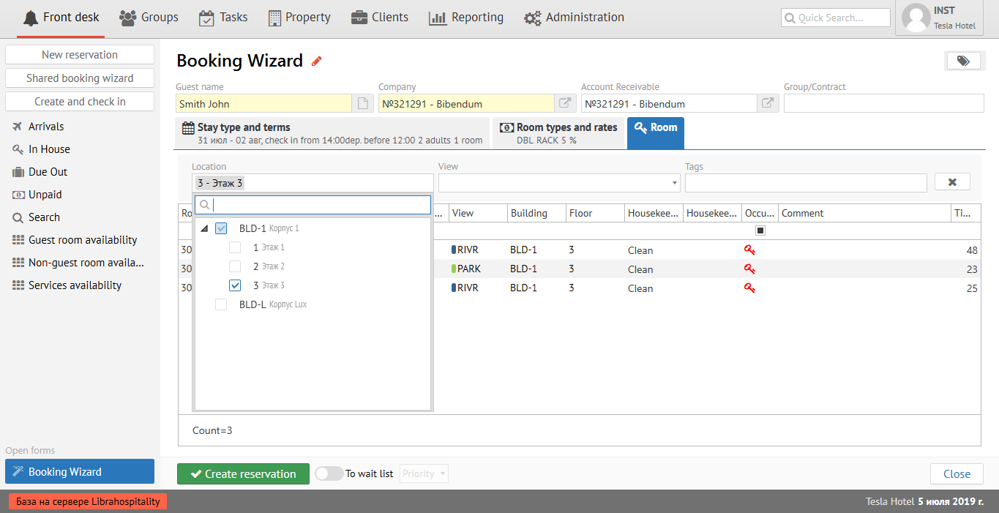 Front desk
Groups
Tasks
Property
Clients
Reporting
Administration
Quick Search...
INST
Tesla Hotel
New reservation
Shared booking wizard
Create and check in
Arrivals
In House
Due Out
Unpaid
Search
Guest room availability
Non-guest room availa...
Services availability
Open forms
Booking Wizard
Booking Wizard
Guest name
Company
Account Receivable
Group/Contract
Smith John
№321291 - Bibendum
№321291 - Bibendum
Stay type and terms
31 июл - 02 авг, check in from 14:00dep. before 12:00 2 adults 1 room
Room types and rates
DBL RACK 5 %
Room
Location
View
Tags
3 - Этаж 3
Ro
...
View
Building
Floor
Housekee...
Housekee...
Occu...
Comment
Ti...
BLD-1 Корпус 1
1 Этаж 1
2 Этаж 2
3 Этаж 3
BLD-L Корпус Lux
30 RIVR BLD-1 3 Clean 48
30 PARK BLD-1 3 Clean 23
30 RIVR BLD-1 3 Clean 25
Count=3
Create reservation
To wait list
Priority
Close
База на сервере Librahospitality
Tesla Hotel 5 июля 2019 г.